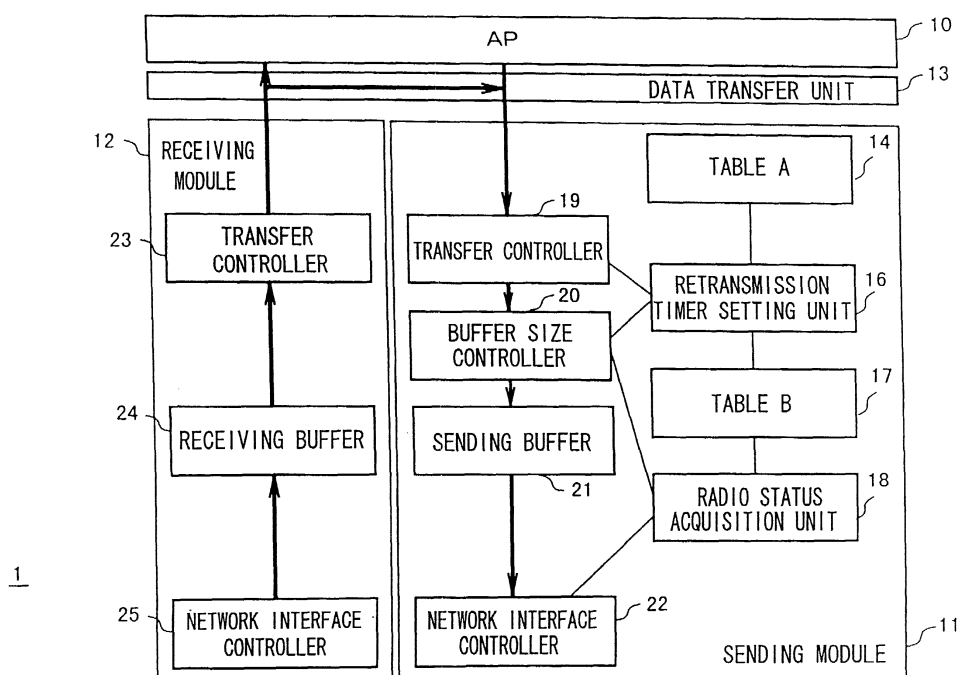 AP
10
DATA TRANSFER UNIT
13
12
RECEIVING
MODULE
TABLE A
14
23
TRANSFER
CONTROLLER
19
TRANSFER CONTROLLER
RETRANSMISSION
TIMER SETTING UNIT
16
20
BUFFER SIZE
CONTROLLER
24
RECEIVING BUFFER
SENDING BUFFER
21
TABLE B
17
RADIO STATUS
ACQUISITION UNIT
18
1
25
NETWORK INTERFACE
CONTROLLER
NETWORK INTERFACE
CONTROLLER
22
SENDING MODULE
11